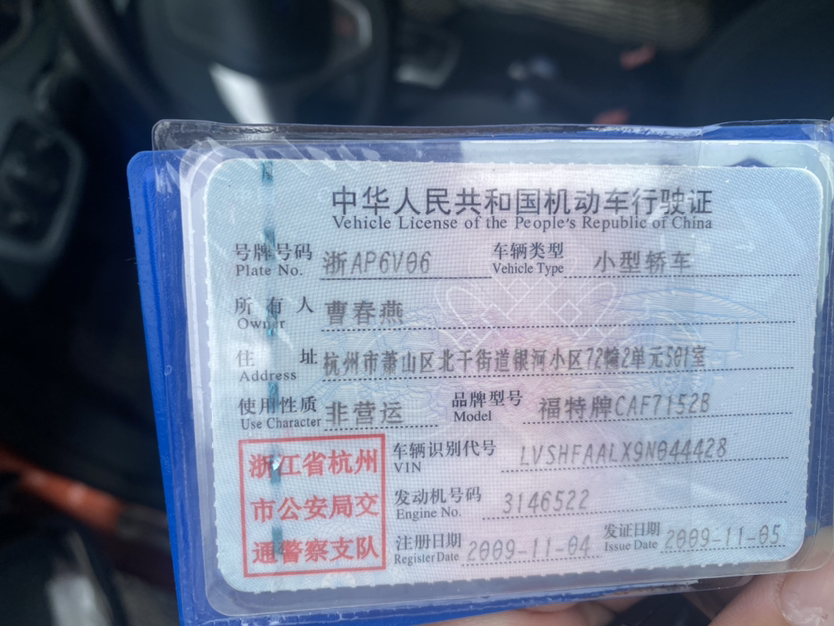 中华人民共和国机动车行驶证
Vehicle License of the People's Republic of China
号牌号码 浙AP6V06 车辆类型 小型轿车
Plate No. Vehicle Type
所有人 曹春燕
Owner
住址 杭州市萧山区北干街道银河小区72幢2单元501室
Address
使用性质 非营运 品牌型号 福特牌CAF7152B
Use Character Model
浙江省杭州
市公安局交
通警察支队
车辆识别代号 LVSHFAALX9N044428
VIN
发动机号码 3146522
Engine No.
注册日期 2009-11-04 发证日期 2009-11-05
Register Date Issue Date